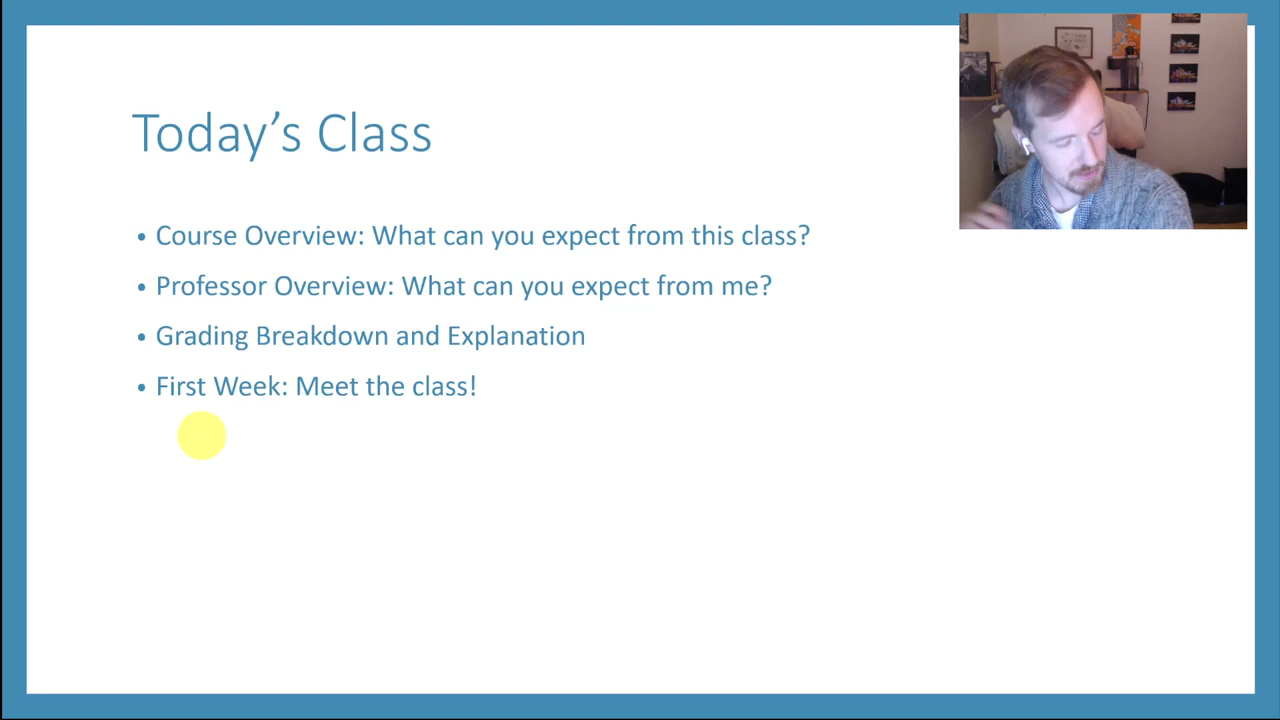 Today’s Class
• Course Overview: What can you expect from this class?
• Professor Overview: What can you expect from me?
• Grading Breakdown and Explanation
• First Week: Meet the class!